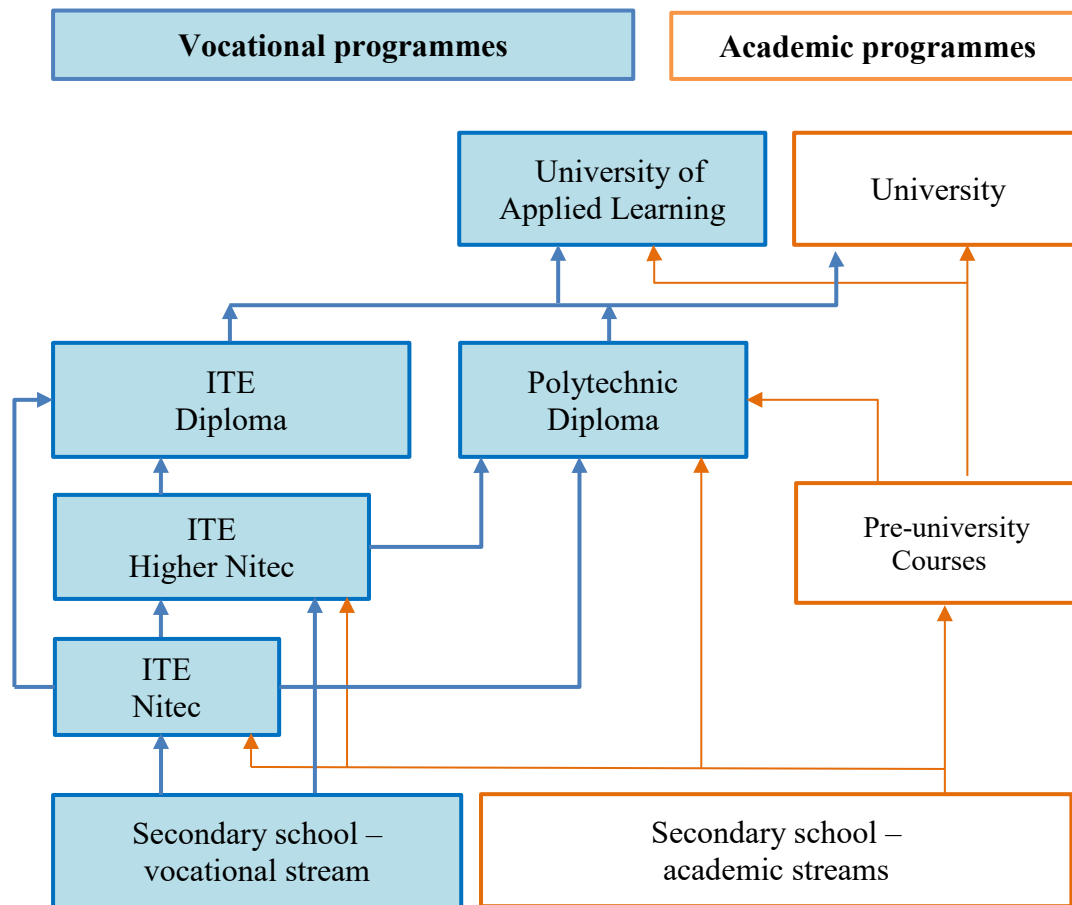 Vocational programmes
Academic programmes
University of
Applied Learning
University
ITE
Diploma
Polytechnic
Diploma
ITE
Higher Nitec
Pre-university
Courses
ITE
Nitec
Secondary school –
vocational stream
Secondary school –
academic streams